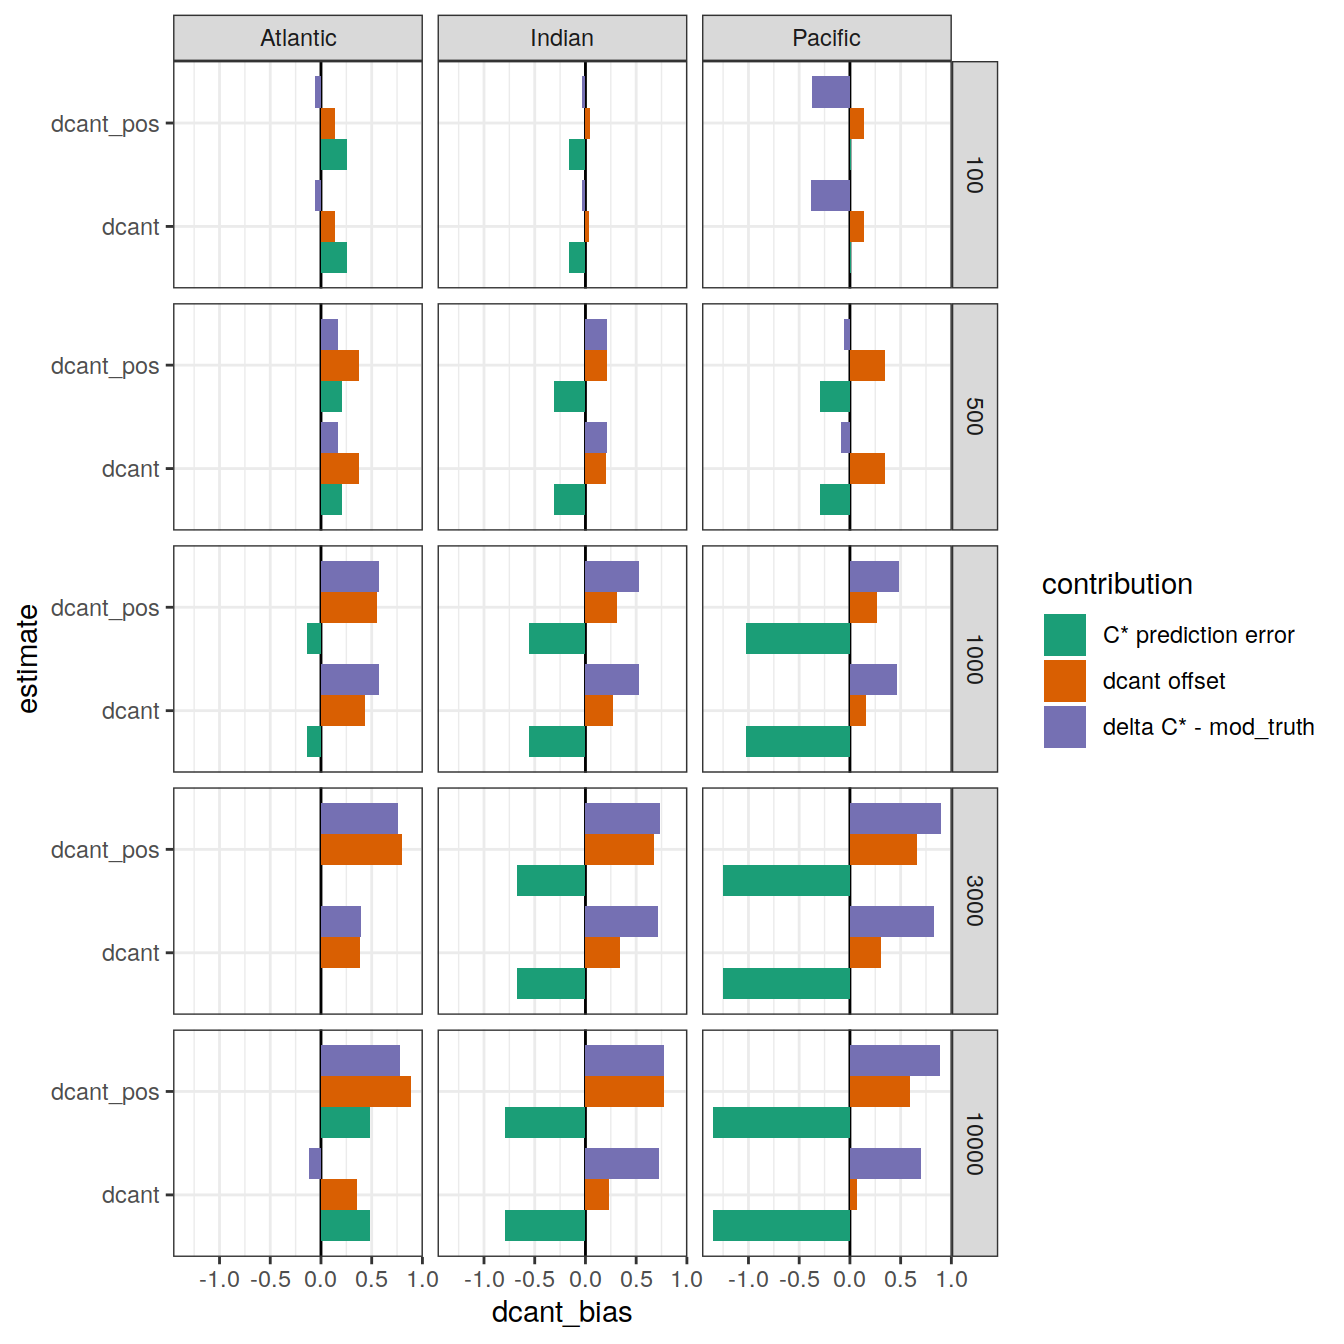 Atlantic Indian Pacific
dcant_pos
dcant
100
dcant_pos
dcant
500
dcant_pos
dcant
1000
dcant_pos
dcant
3000
dcant_pos
dcant
10000
-1.0 -0.5 0.0 0.5 1.0 -1.0 -0.5 0.0 0.5 1.0 -1.0 -0.5 0.0 0.5 1.0
dcant_bias
estimate
contribution
C* prediction error
dcant offset
delta C* - mod_truth